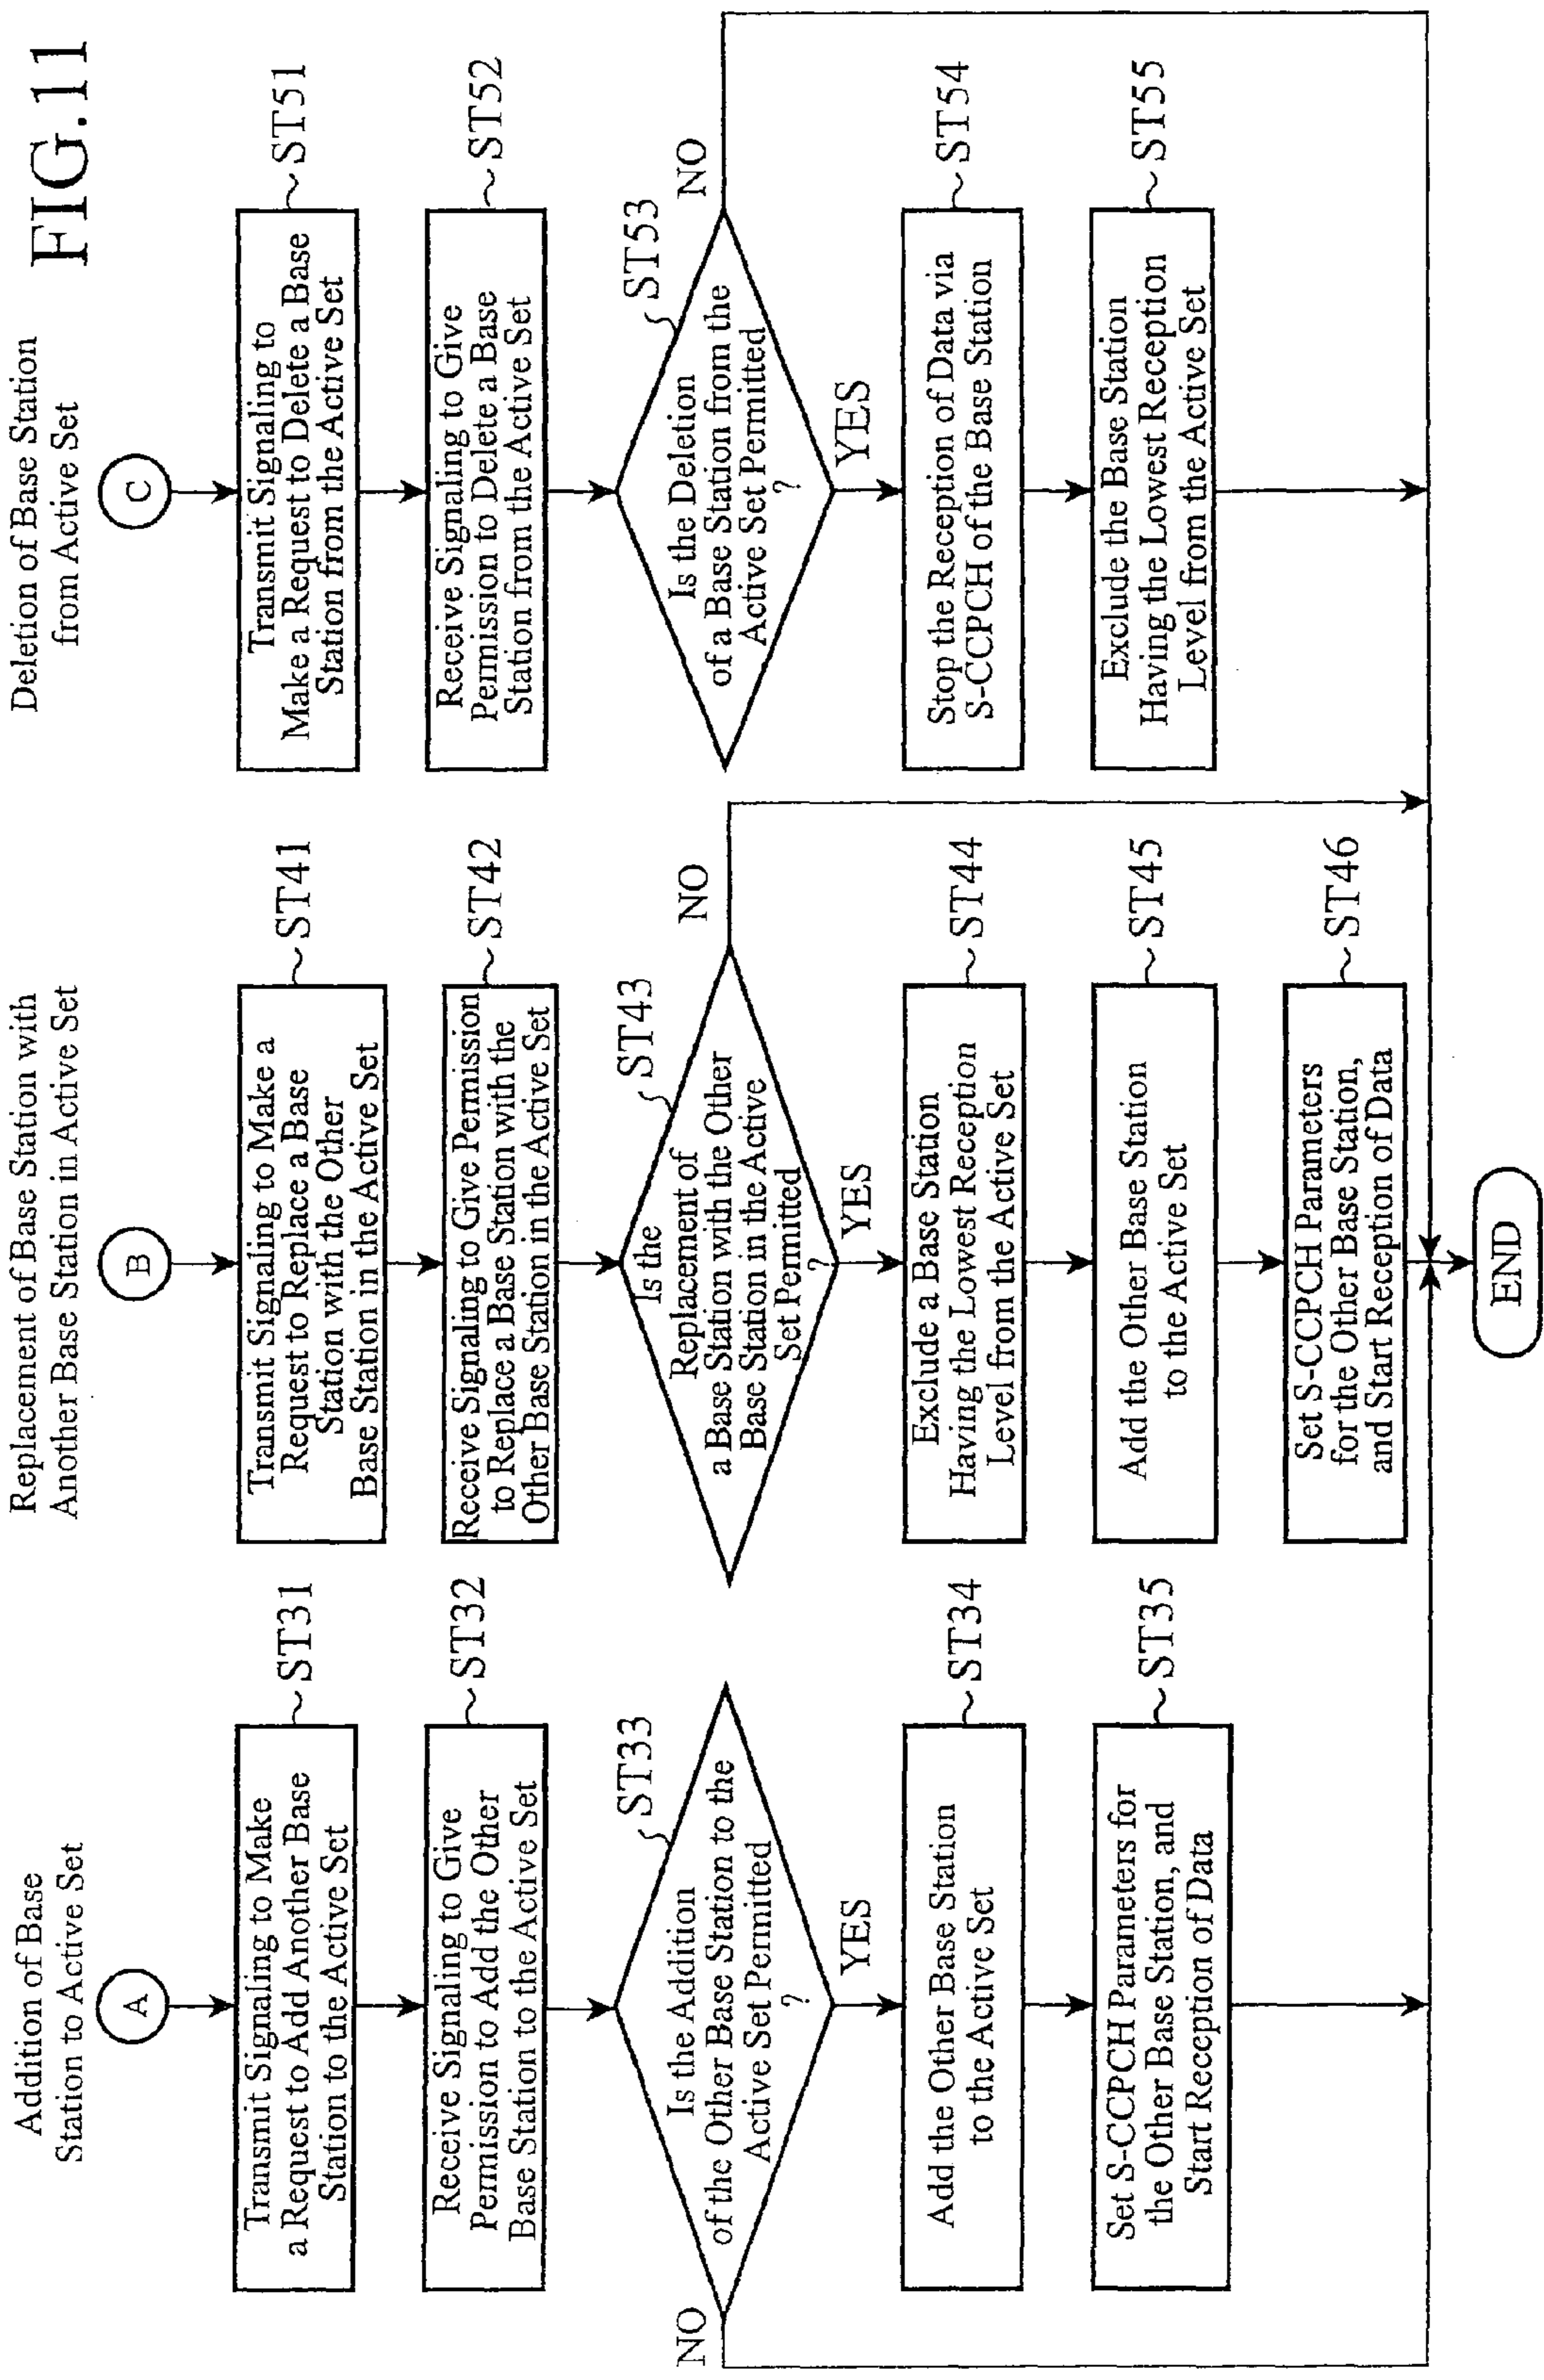 FIG.11
Addition of Base
Station to Active Set
A
Transmit Signaling to Make
a Request to Add Another Base
Station to the Active Set
ST31
Receive Signaling to Give
Permission to Add the Other
Base Station to the Active Set
ST32
Is the Addition
of the Other Base Station to the
Active Set Permitted
?
ST33
NO
YES
Add the Other Base Station
to the Active Set
ST34
Set S-CCPCH Parameters for
the Other Base Station, and
Start Reception of Data
ST35
Replacement of Base Station with
Another Base Station in Active Set
B
Transmit Signaling to Make a
Request to Replace a Base
Station with the Other
Base Station in the Active Set
ST41
Receive Signaling to Give Permission
to Replace a Base Station with the
Other Base Station in the Active Set
ST42
Is the
Replacement of
a Base Station with the Other
Base Station in the Active
Set Permitted
?
ST43
NO
YES
Exclude a Base Station
Having the Lowest Reception
Level from the Active Set
ST44
Add the Other Base Station
to the Active Set
ST45
Set S-CCPCH Parameters
for the Other Base Station,
and Start Reception of Data
ST46
END
Deletion of Base Station
from Active Set
C
Transmit Signaling to
Make a Request to Delete a Base
Station from the Active Set
ST51
Receive Signaling to Give
Permission to Delete a Base
Station from the Active Set
ST52
Is the Deletion
of a Base Station from the
Active Set Permitted
?
ST53
NO
YES
Stop the Reception of Data via
S-CCPCH of the Base Station
ST54
Exclude the Base Station
Having the Lowest Reception
Level from the Active Set
ST55